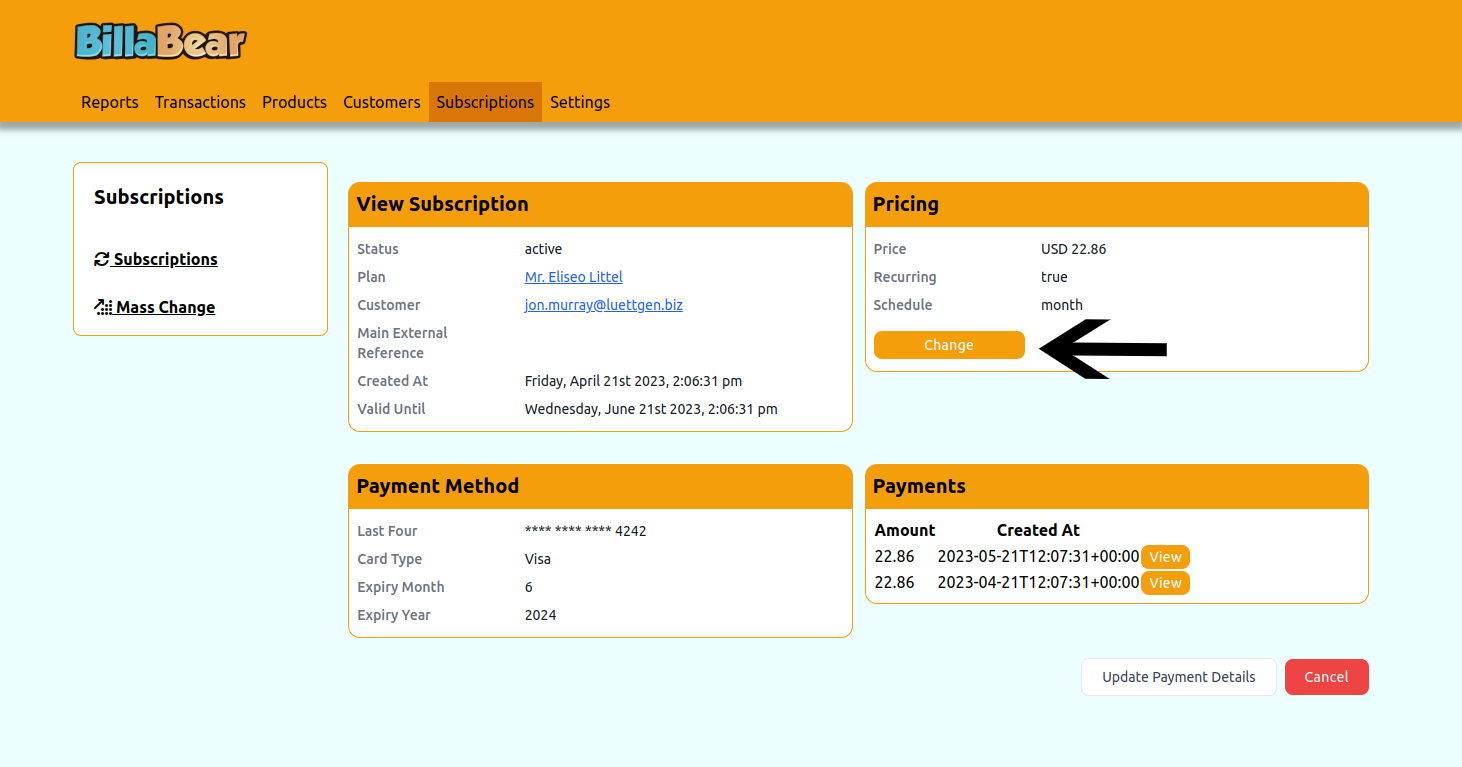 BillaBear
Reports Transactions Products Customers Subscriptions Settings
Subscriptions
Subscriptions
Mass Change
View Subscription
Status active
Plan Mr. Eliseo Littel
Customer jon.murray@luettgen.biz
Main External
Reference
Created At Friday, April 21st 2023, 2:06:31 pm
Valid Until Wednesday, June 21st 2023, 2:06:31 pm
Pricing
Price USD 22.86
Recurring true
Schedule month
Change
Payment Method
Last Four **** **** **** 4242
Card Type Visa
Expiry Month 6
Expiry Year 2024
Payments
Amount Created At
22.86 2023-05-21T12:07:31+00:00 View
22.86 2023-04-21T12:07:31+00:00 View
Update Payment Details Cancel